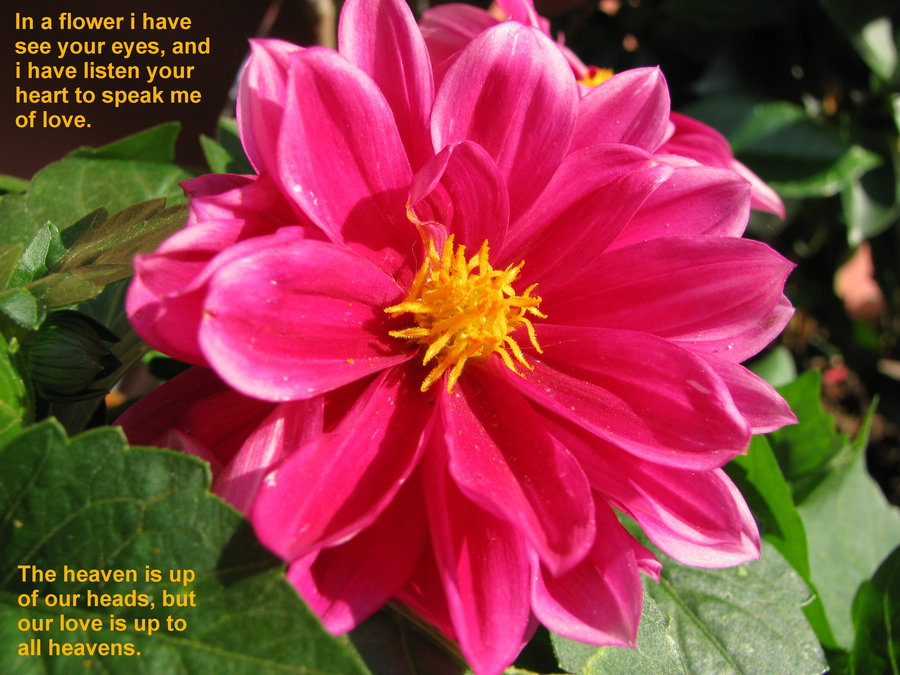 In a flower i have
see your eyes, and
i have listen your
heart to speak me
of love.
The heaven is up
of our heads, but
our love is up to
all heavens.